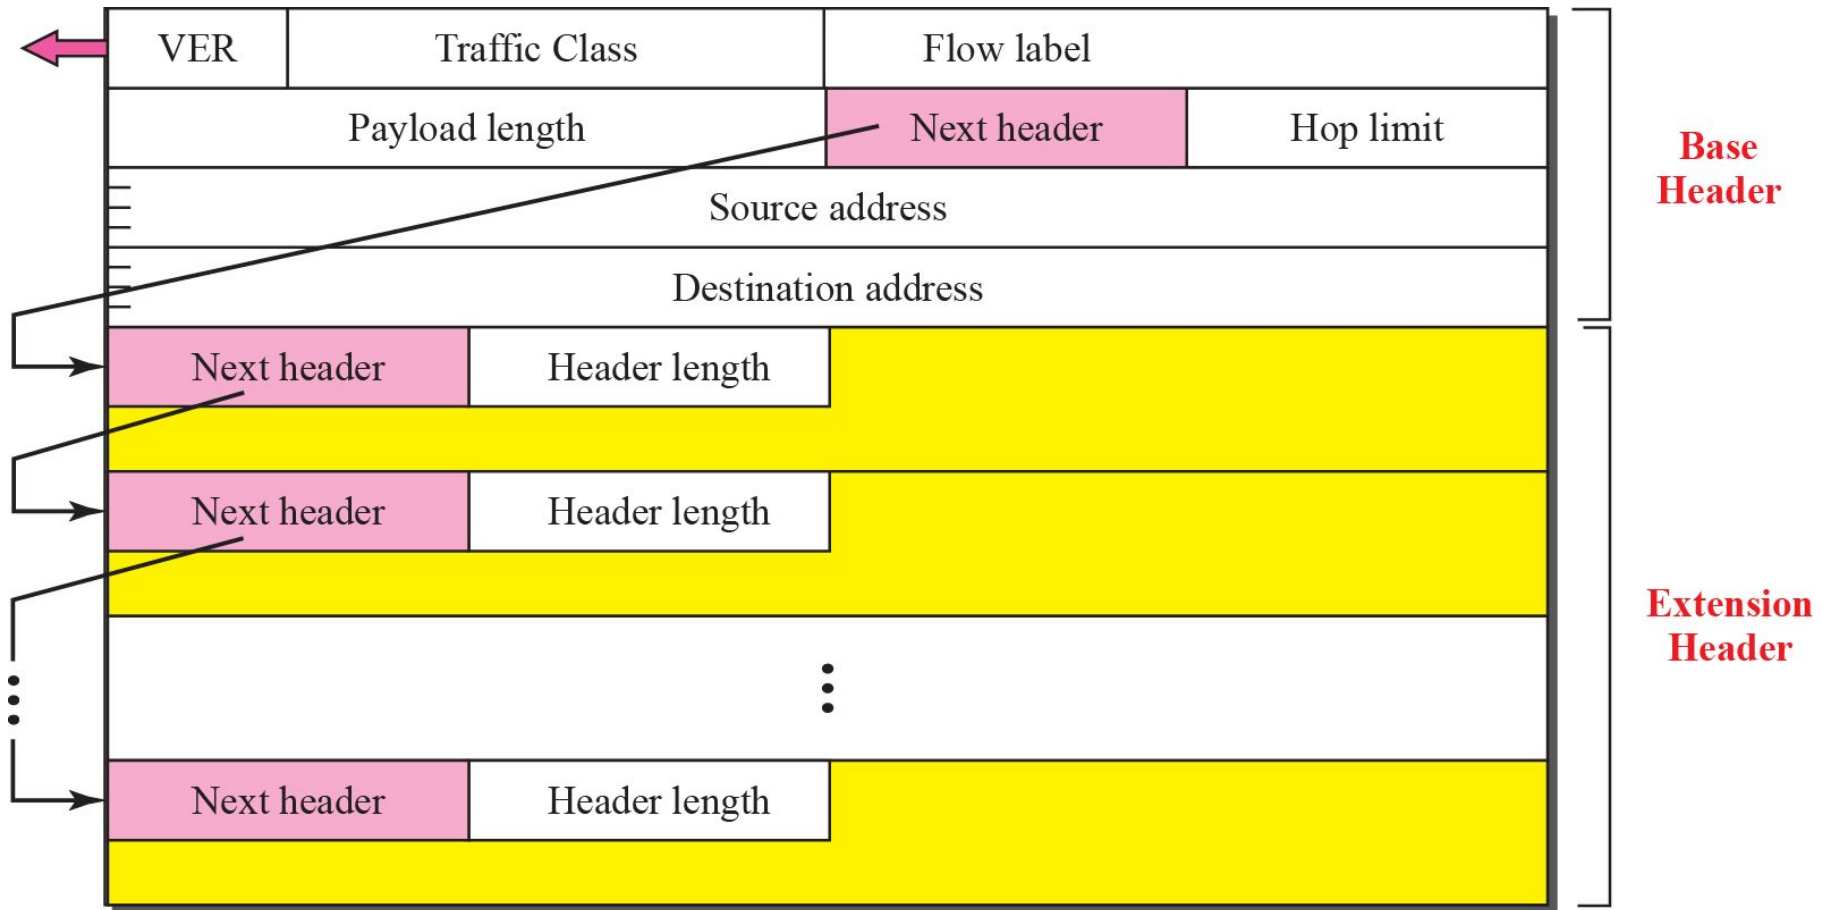 VER Traffic Class Flow label
Payload length Next header Hop limit
Base
Header
Source address
Destination address
Next header Header length
Next header Header length
Extension
Header
Next header Header length